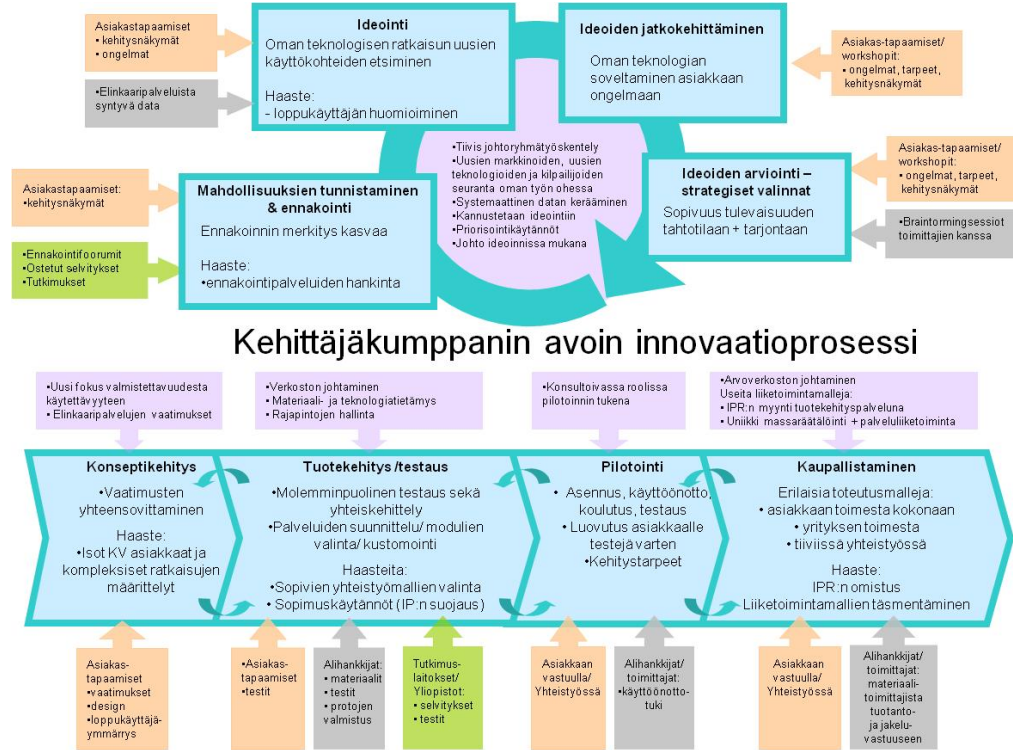 Asiakastapaamiset
▪ kehitysnäkymät
▪ ongelmat
•Elinkaaripalveluista
syntyvä data
Ideointi
Oman teknologisen ratkaisun uusien
käyttökohteiden etsiminen
Haaste:
- loppukäyttäjän huomioiminen
Ideoiden jatkokehittäminen
Oman teknologian
soveltaminen asiakkaan
ongelmaan
Asiakas-tapaamiset/
workshopit:
▪ ongelmat, tarpeet,
kehitysnäkymät
Asiakastapaamiset:
•kehitysnäkymät
•Ennakointifoorumit
•Ostetut selvitykset
•Tutkimukset
Mahdollisuuksien tunnistaminen
& ennakointi
Ennakoinnin merkitys kasvaa
Haaste:
•ennakointipalveluiden hankinta
•Tiivis johtoryhmätyöskentely
•Uusien markkinoiden, uusien
teknologioiden ja kilpailijoiden
seuranta oman työn ohessa
•Systemaattinen datan kerääminen
•Kannustetaan ideointiin
•Priorisointikäytännöt
•Johto ideoinnissa mukana
Ideoiden arviointi –
strategiset valinnat
Sopivuus tulevaisuuden
tahtotilaan + tarjontaan
Asiakas-tapaamiset/
workshopit:
▪ ongelmat, tarpeet,
kehitysnäkymät
•Braintormingsessiot
toimittajien kanssa
Kehittäjäkumppanin avoin innovaatioprosessi
•Uusi fokus valmistettavuudesta
käytettävyyteen
• Elinkaaripalvelujen vaatimukset
•Verkoston johtaminen
• Materiaali- ja teknologiatietämys
•Rajapintojen hallinta
•Konsultoivassa roolissa
pilotoinnin tukena
•Arvoverkoston johtaminen
Useita liiketoimintamalleja:
• IPR:n myynti tuotekehityspalveluna
• Uniikki massaräätälöinti + palveluliiketoiminta
Konseptikehitys
•Vaatimusten
yhteensovittaminen
Haaste:
•Isot KV asiakkaat ja
kompleksiset ratkaisujen
määrittelyt
Tuotekehitys /testaus
•Molemminpuolinen testaus sekä
yhteiskehittely
•Palveluiden suunnittelu/ modulien
valinta/ kustomointi
Haasteita:
•Sopivien yhteistyömallien valinta
• Sopimuskäytännöt (IP:n suojaus)
Pilotointi
• Asennus, käyttöönotto,
koulutus, testaus
• Luovutus asiakkaalle
testejä varten
•Kehitystarpeet
Kaupallistaminen
Erilaisia toteutusmalleja:
• asiakkaan toimesta kokonaan
• yrityksen toimesta
• tiiviissä yhteistyössä
Haaste:
IPR:n omistus
Liiketoimintamallien täsmentäminen
Asiakas-
tapaamiset
• vaatimukset
• design
• loppukäyttäjä-
ymmärrys
•Asiakas-
tapaamiset
•testit
Alihankkijat:
• materiaalit
• testit
• protojen
valmistus
Tutkimus-
laitokset/
Yliopistot:
• selvitykset
• testit
Asiakkaan
vastuulla/
Yhteistyössä
Alihankkijat/
toimittajat:
•käyttöönotto-
tuki
Asiakkaan
vastuulla/
Yhteistyössä
Alihankkijat/
toimittajat:
materiaali-
toimittajista
tuotanto-
ja jakelu-
vastuuseen